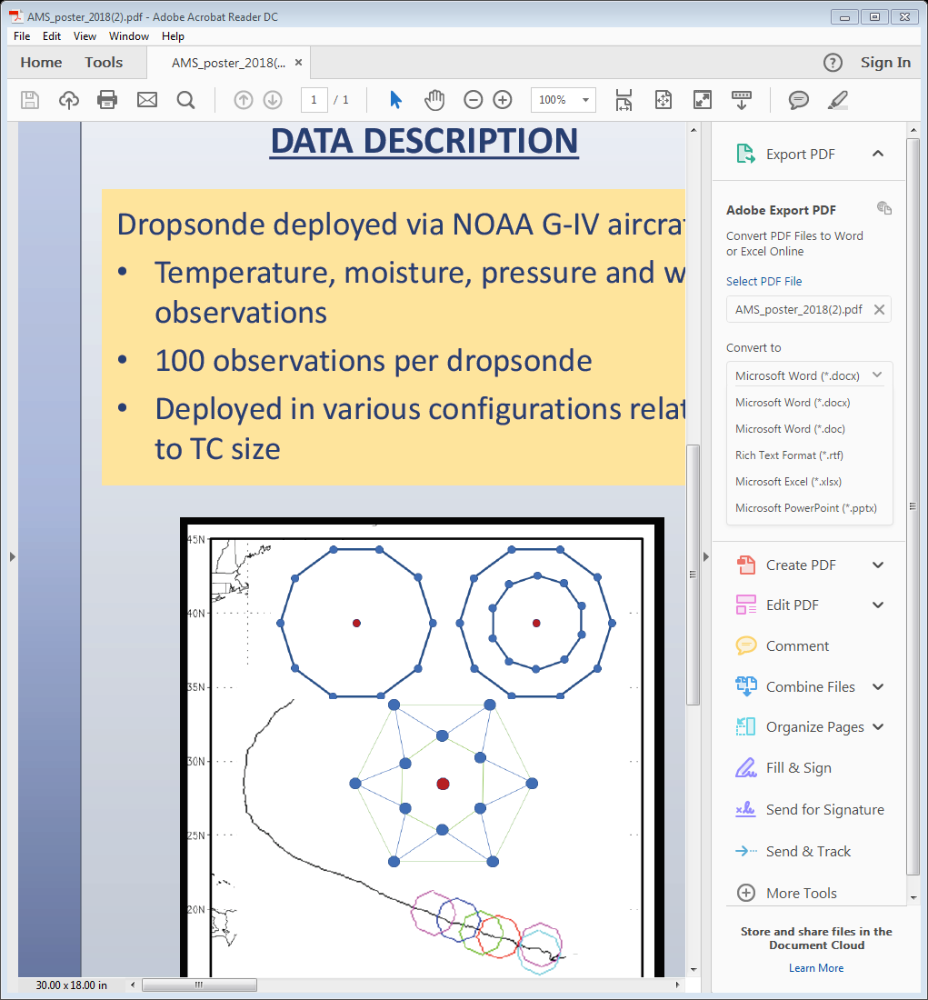 AMS_poster_2018(2).pdf - Adobe Acrobat Reader DC
File Edit View Window Help
Home Tools AMS_poster_2018(... × ? Sign In
1 / 1 100%
DATA DESCRIPTION
Dropsonde deployed via NOAA G-IV aircra
• Temperature, moisture, pressure and w
observations
• 100 observations per dropsonde
• Deployed in various configurations relat
to TC size
45N
40N
35N
30N
25N
20N
30.00 x 18.00 in
Export PDF
Adobe Export PDF
Convert PDF Files to Word
or Excel Online
Select PDF File
AMS_poster_2018(2).pdf
Convert to
Microsoft Word (*.docx)
Microsoft Word (*.docx)
Microsoft Word (*.doc)
Rich Text Format (*.rtf)
Microsoft Excel (*.xlsx)
Microsoft PowerPoint (*.pptx)
Create PDF
Edit PDF
Comment
Combine Files
Organize Pages
Fill & Sign
Send for Signature
Send & Track
More Tools
Store and share files in the
Document Cloud
Learn More